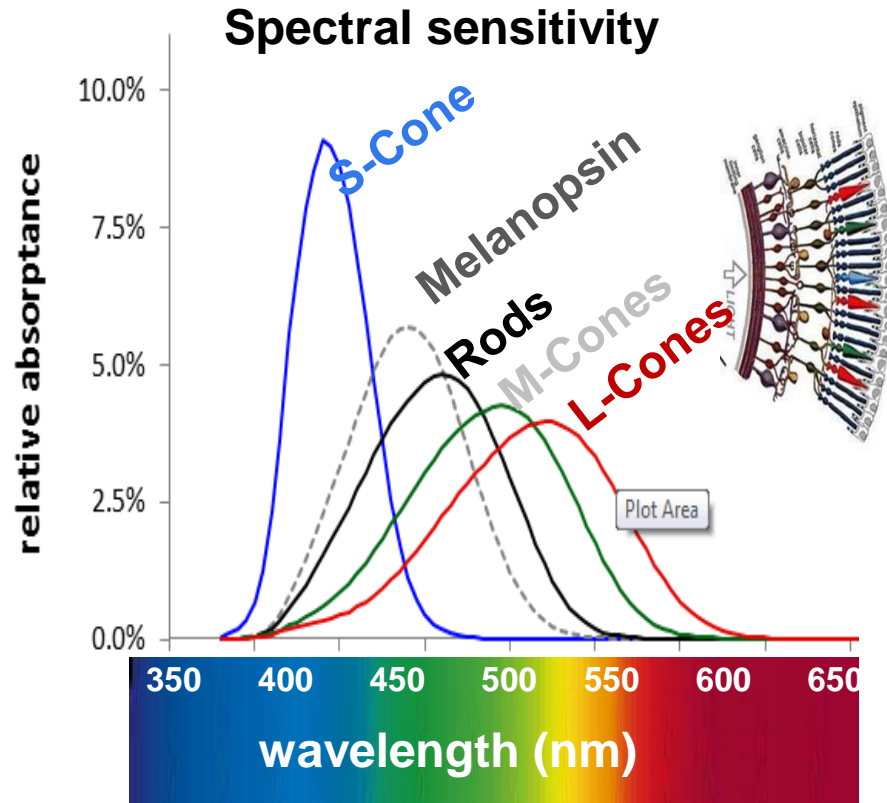 Spectral sensitivity
10.0%
7.5%
5.0%
2.5%
0.0%
relative absorptance
S-Cone
Melanopsin
Rods
M-Cones
L-Cones
LIGHT
Plot Area
350 400 450 500 550 600 650
wavelength (nm)